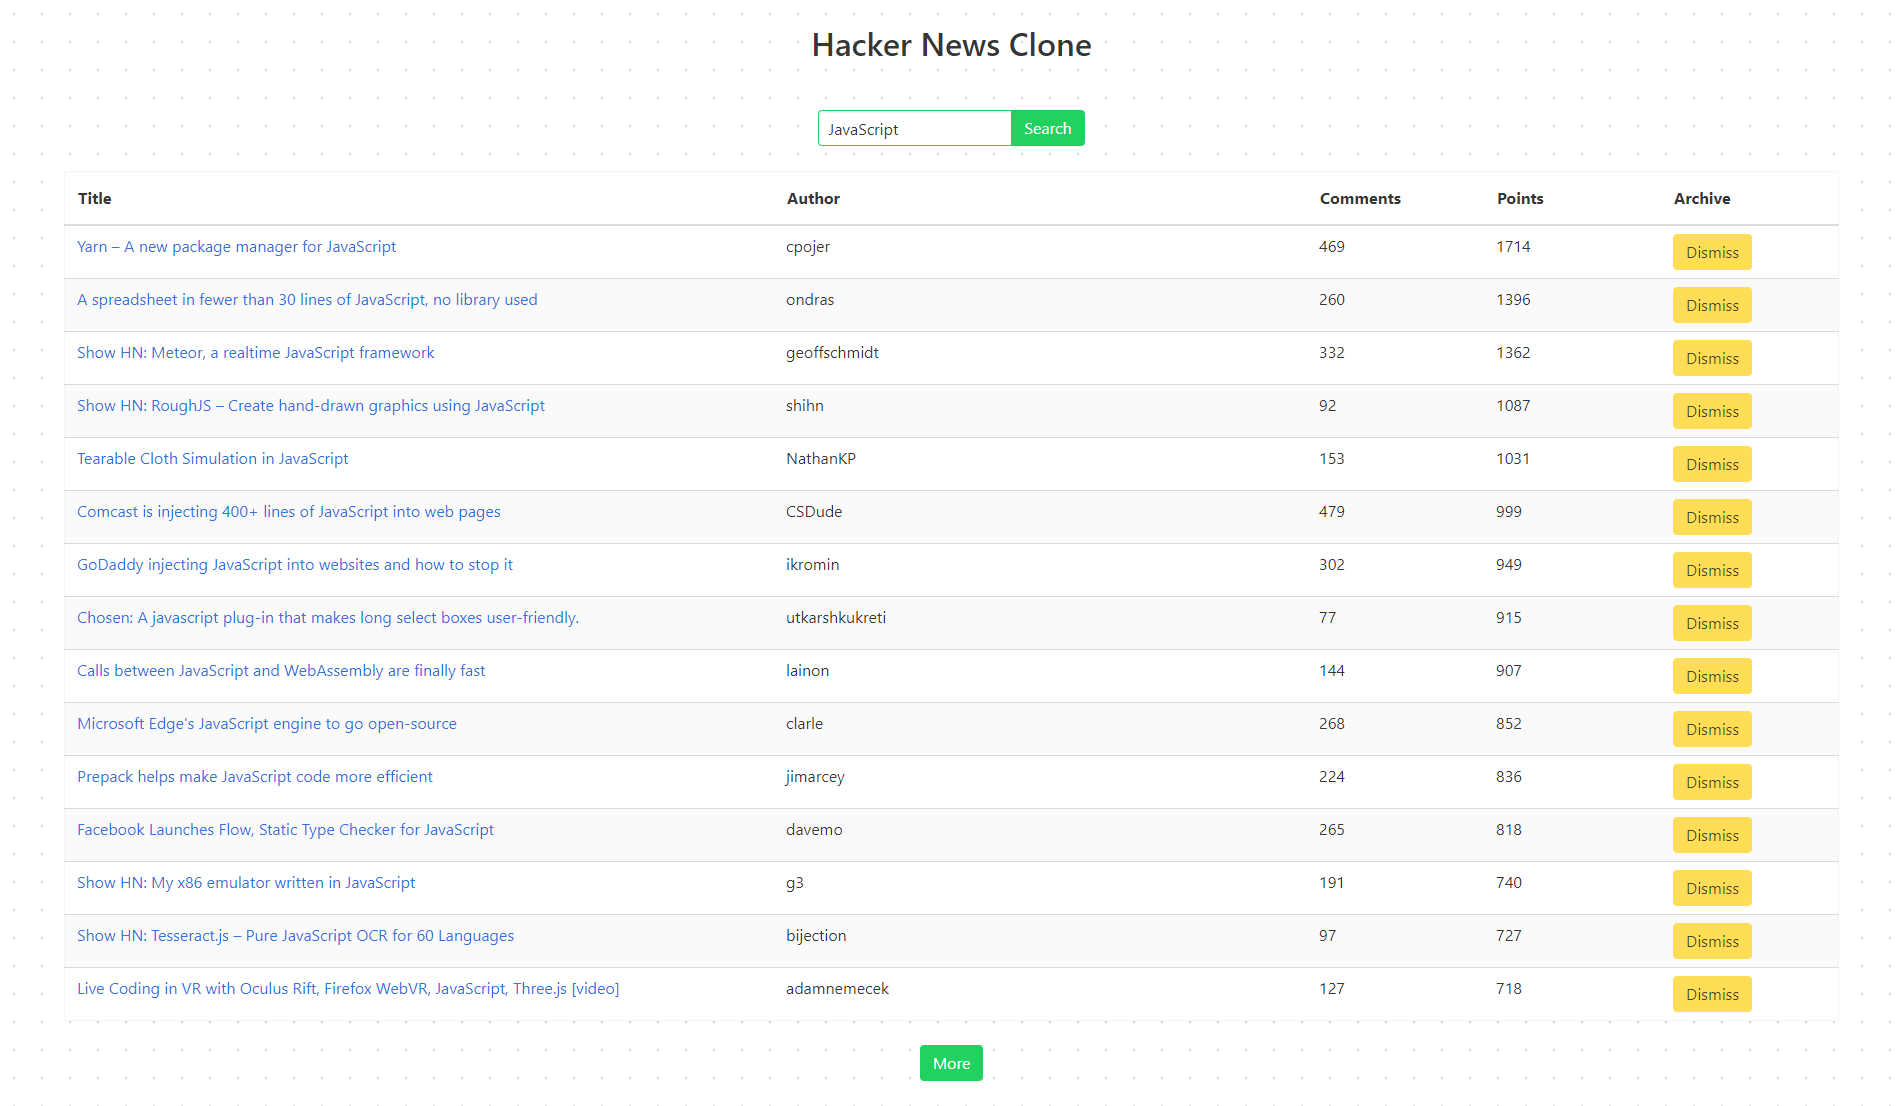 Hacker News Clone
JavaScript Search
Title Author Comments Points Archive
Yarn – A new package manager for JavaScript cpojer 469 1714 Dismiss
A spreadsheet in fewer than 30 lines of JavaScript, no library used ondras 260 1396 Dismiss
Show HN: Meteor, a realtime JavaScript framework geoffschmidt 332 1362 Dismiss
Show HN: RoughJS – Create hand-drawn graphics using JavaScript shihn 92 1087 Dismiss
Tearable Cloth Simulation in JavaScript NathanKP 153 1031 Dismiss
Comcast is injecting 400+ lines of JavaScript into web pages CSDude 479 999 Dismiss
GoDaddy injecting JavaScript into websites and how to stop it ikromin 302 949 Dismiss
Chosen: A javascript plug-in that makes long select boxes user-friendly. utkarshkukreti 77 915 Dismiss
Calls between JavaScript and WebAssembly are finally fast lainon 144 907 Dismiss
Microsoft Edge's JavaScript engine to go open-source clarle 268 852 Dismiss
Prepack helps make JavaScript code more efficient jimarcey 224 836 Dismiss
Facebook Launches Flow, Static Type Checker for JavaScript davemo 265 818 Dismiss
Show HN: My x86 emulator written in JavaScript g3 191 740 Dismiss
Show HN: Tesseract.js – Pure JavaScript OCR for 60 Languages bijection 97 727 Dismiss
Live Coding in VR with Oculus Rift, Firefox WebVR, JavaScript, Three.js [video] adamnemecek 127 718 Dismiss
More